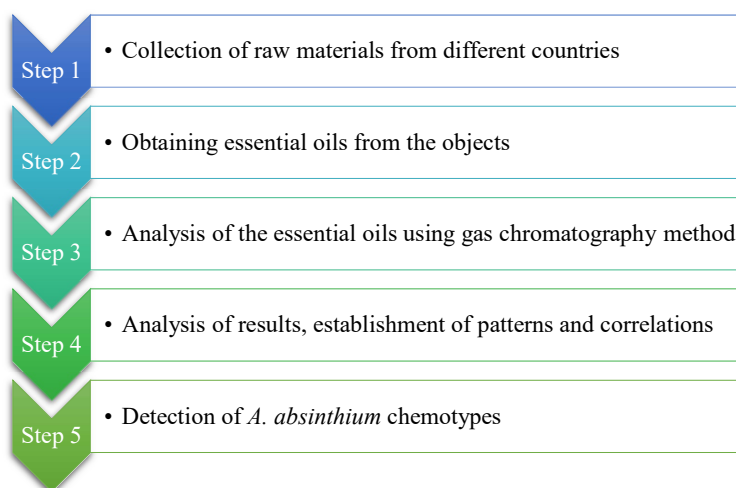 Step 1
• Collection of raw materials from different countries
Step 2
• Obtaining essential oils from the objects
Step 3
• Analysis of the essential oils using gas chromatography method
Step 4
• Analysis of results, establishment of patterns and correlations
Step 5
• Detection of A. absinthium chemotypes